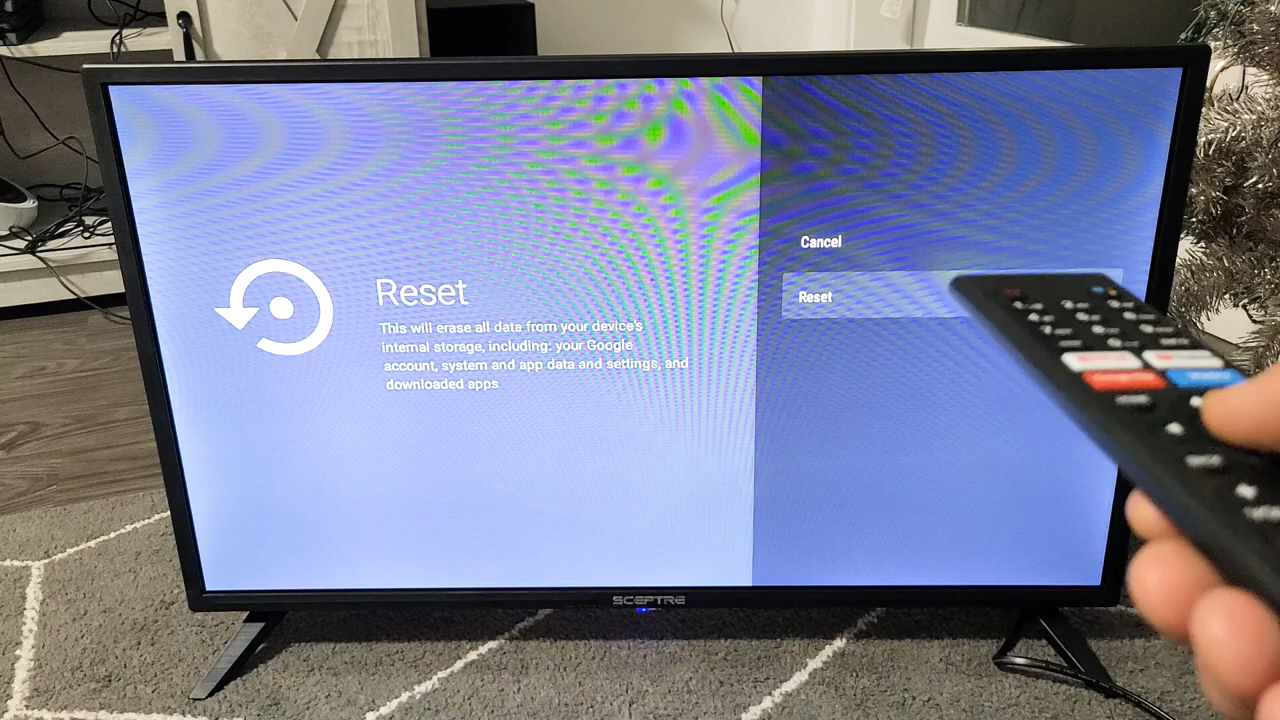 Reset
This will erase all data from your device's
internal storage, including: your Google
account, system and app data and settings, and
downloaded apps
Cancel
Reset
SCEPTRE